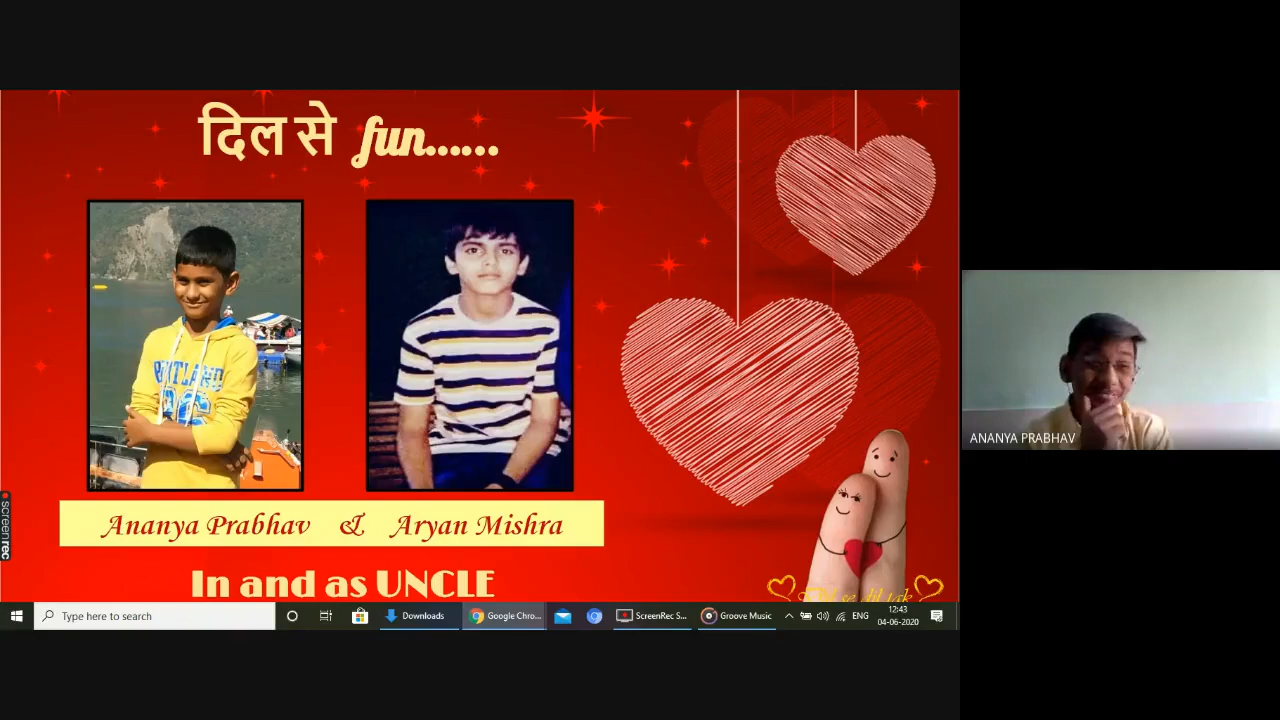 दिल से fun......
Ananya Prabhav & Aryan Mishra
In and as UNCLE
ANANYA PRABHAV
screenrec
Type here to search
Downloads
Google Chro...
ScreenRec S...
Groove Music
ENG
12:43
04-06-2020